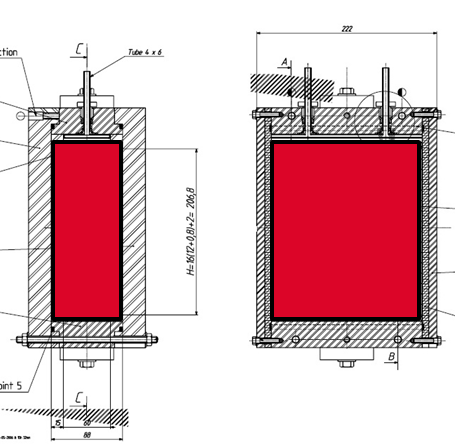 222
C
Tube 4 x 6
A
ction
H=16(12+0,8)+2= 206,8
B
oint 5
C
15
60
88